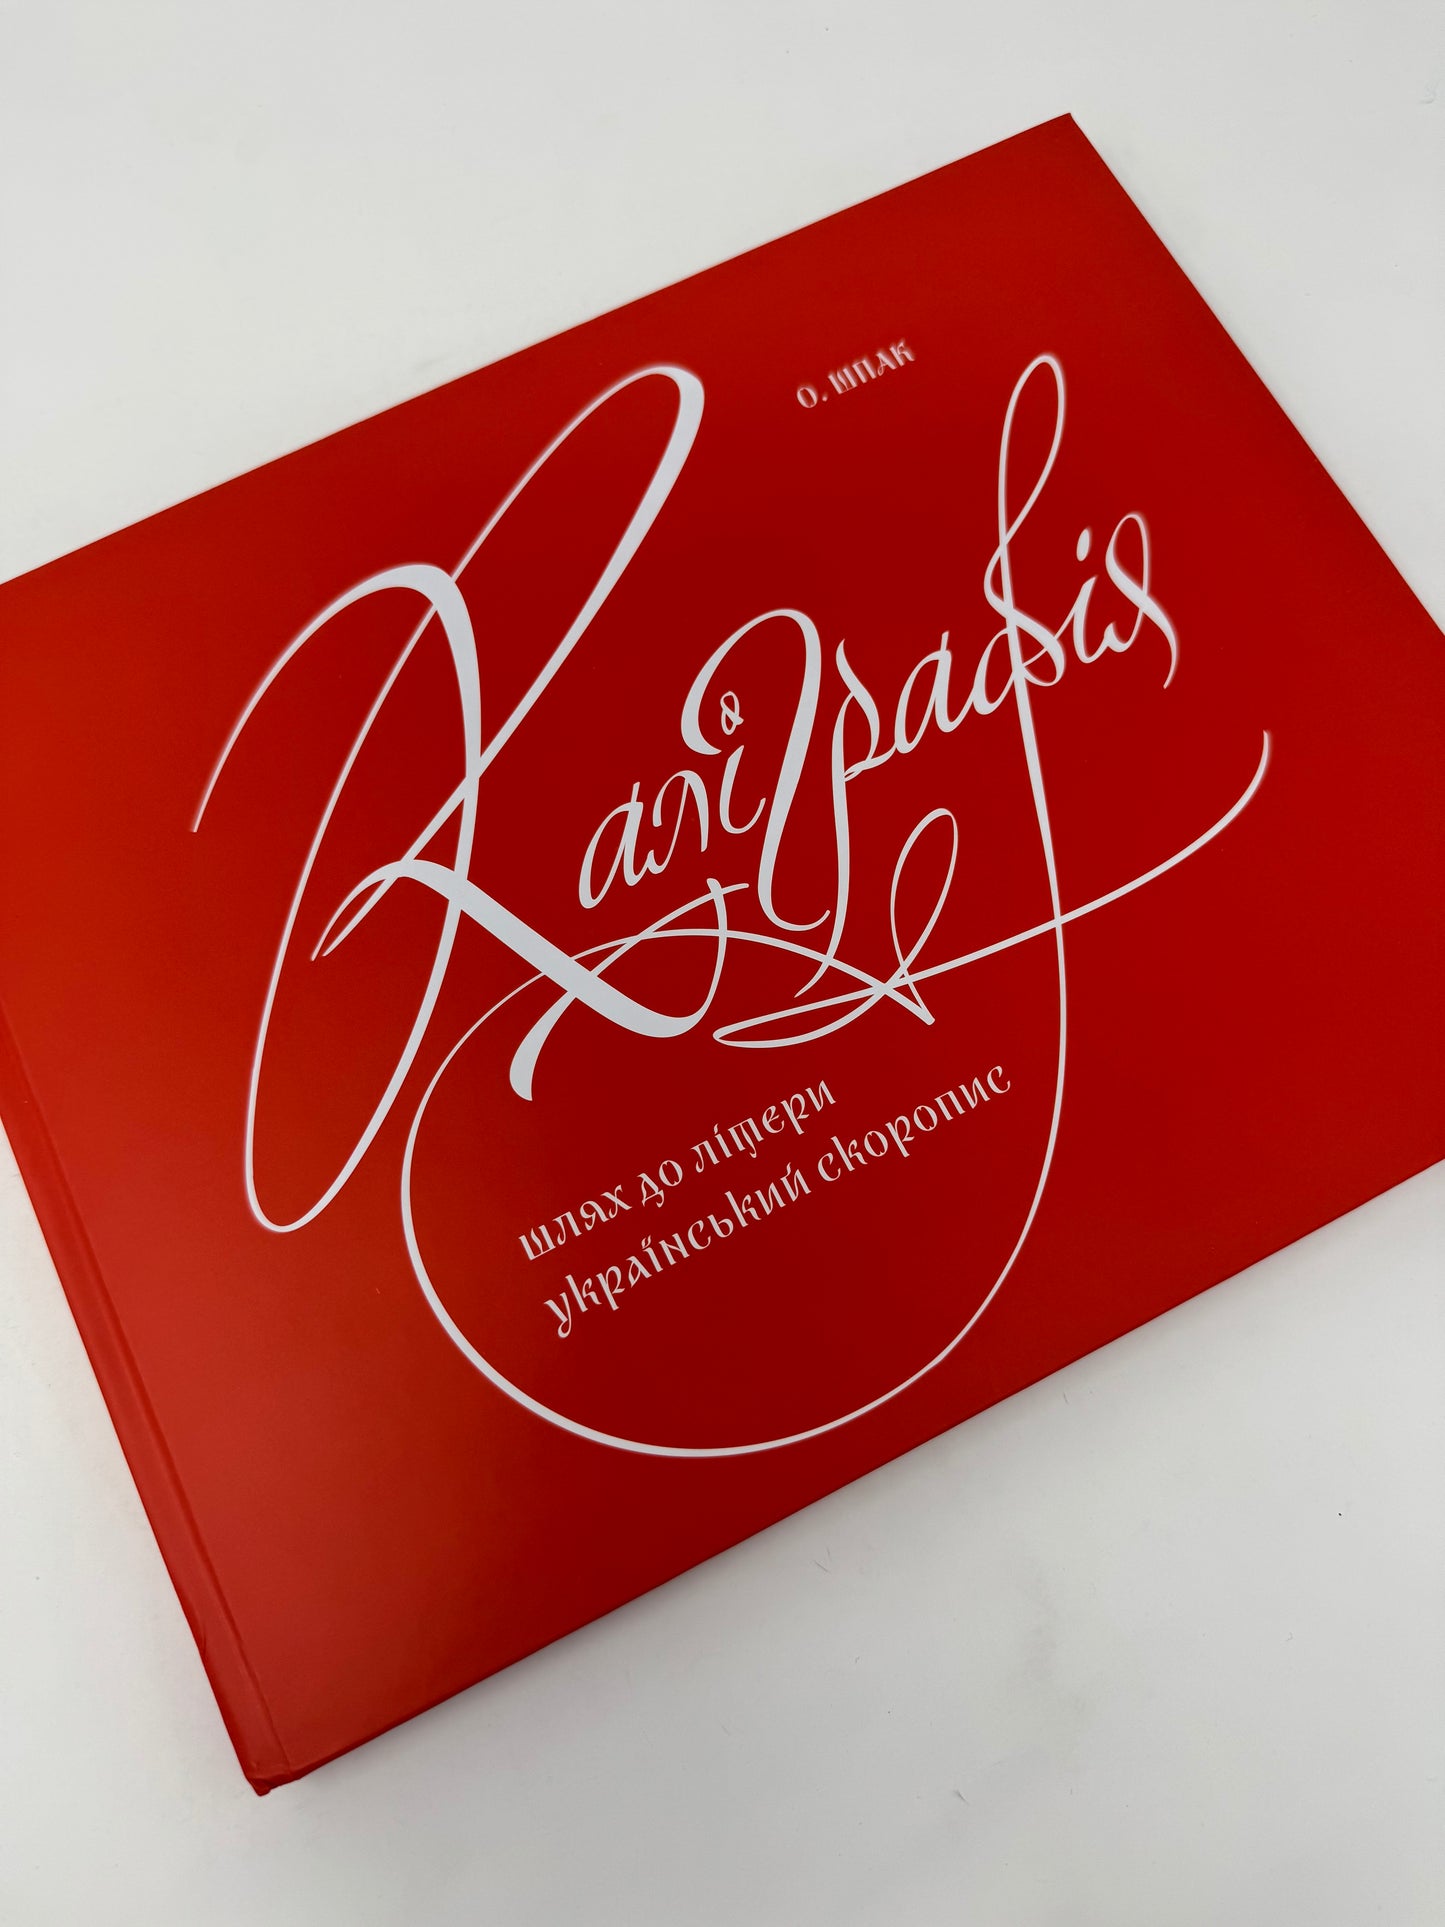 О. ШПАК
Каліграфія
шлях до літери
український скоропис